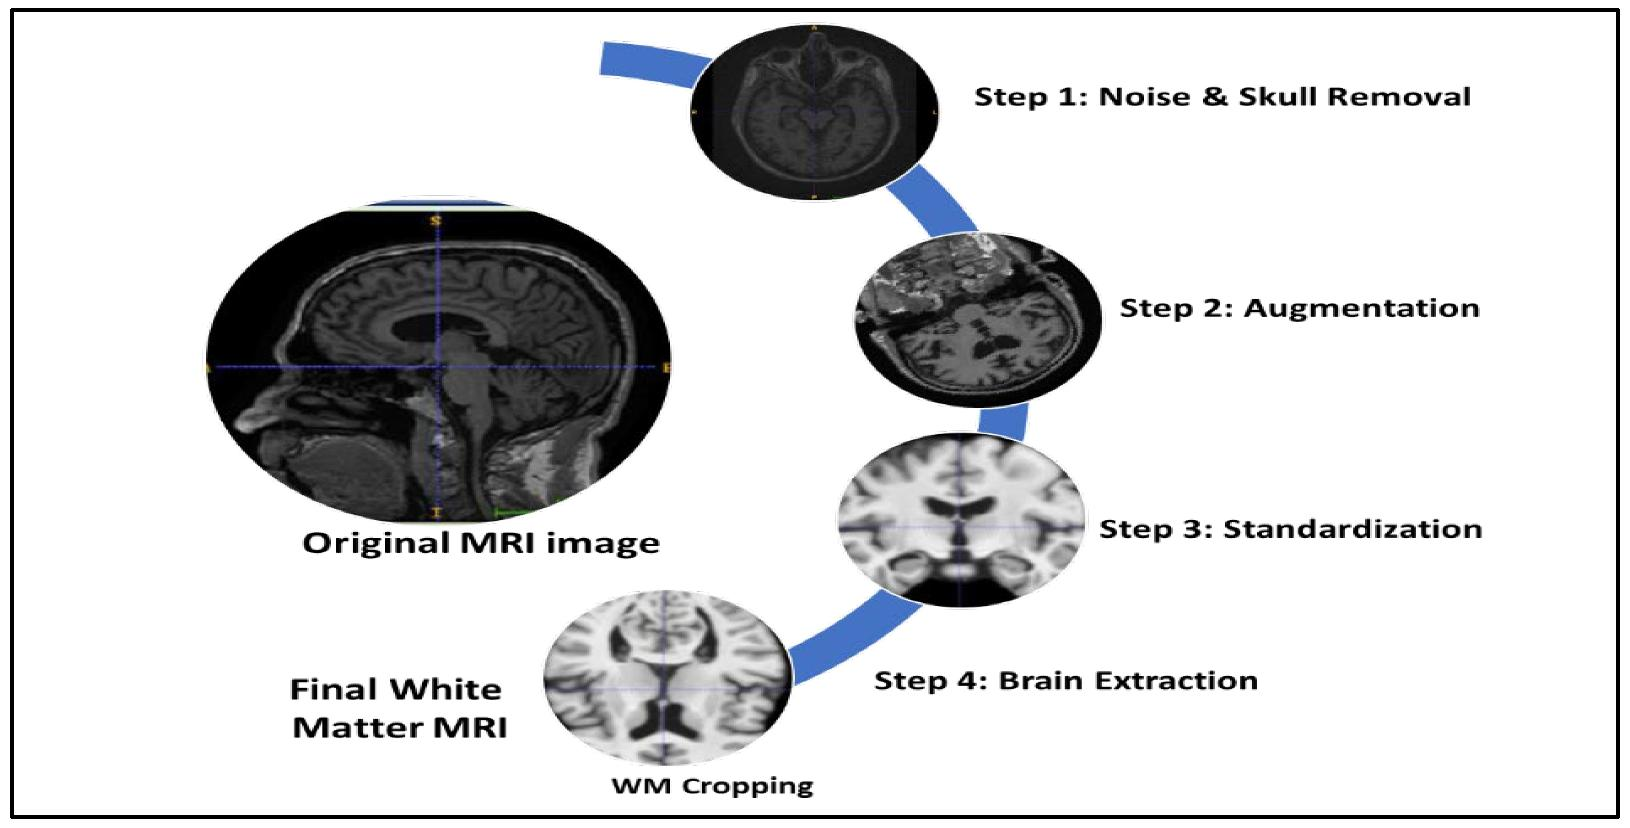 Step 1: Noise & Skull Removal
S
Step 2: Augmentation
I
Original MRI image
Step 3: Standardization
Step 4: Brain Extraction
Final White
Matter MRI
WM Cropping